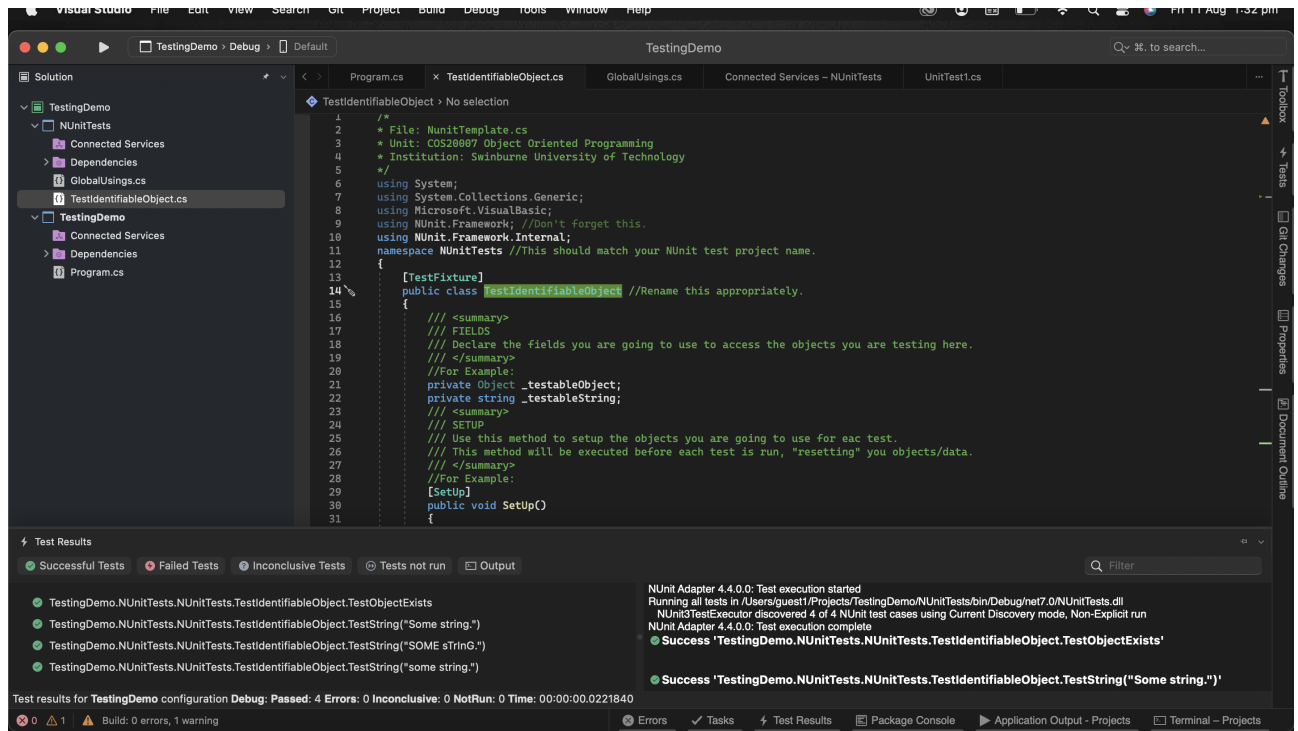 Visual Studio File Edit View Search Git Project Build Debug Tools Window Help Fri 11 Aug 1:32 pm
TestingDemo › Debug › Default
TestingDemo
⌘. to search...
Solution
TestingDemo
NUnitTests
Connected Services
Dependencies
GlobalUsings.cs
TestIdentifiableObject.cs
TestingDemo
Connected Services
Dependencies
Program.cs
Program.cs × TestIdentifiableObject.cs GlobalUsings.cs Connected Services – NUnitTests UnitTest1.cs
TestIdentifiableObject › No selection
1 /*
2 * File: NunitTemplate.cs
3 * Unit: COS20007 Object Oriented Programming
4 * Institution: Swinburne University of Technology
5 */
6 using System;
7 using System.Collections.Generic;
8 using Microsoft.VisualBasic;
9 using NUnit.Framework; //Don't forget this.
10 using NUnit.Framework.Internal;
11 namespace NUnitTests //This should match your NUnit test project name.
12 {
13 [TestFixture]
14 public class TestIdentifiableObject //Rename this appropriately.
15 {
16 /// <summary>
17 /// FIELDS
18 /// Declare the fields you are going to use to access the objects you are testing here.
19 /// </summary>
20 //For Example:
21 private Object _testableObject;
22 private string _testableString;
23 /// <summary>
24 /// SETUP
25 /// Use this method to setup the objects you are going to use for eac test.
26 /// This method will be executed before each test is run, "resetting" you objects/data.
27 /// </summary>
28 //For Example:
29 [SetUp]
30 public void SetUp()
31 {
Toolbox
Tests
Git Changes
Properties
Document Outline
Test Results
Successful Tests Failed Tests Inconclusive Tests Tests not run Output
Filter
TestingDemo.NUnitTests.NUnitTests.TestIdentifiableObject.TestObjectExists
TestingDemo.NUnitTests.NUnitTests.TestIdentifiableObject.TestString("Some string.")
TestingDemo.NUnitTests.NUnitTests.TestIdentifiableObject.TestString("SOME sTrInG.")
TestingDemo.NUnitTests.NUnitTests.TestIdentifiableObject.TestString("some string.")
NUnit Adapter 4.4.0.0: Test execution started
Running all tests in /Users/guest1/Projects/TestingDemo/NUnitTests/bin/Debug/net7.0/NUnitTests.dll
NUnit3TestExecutor discovered 4 of 4 NUnit test cases using Current Discovery mode, Non-Explicit run
NUnit Adapter 4.4.0.0: Test execution complete
Success 'TestingDemo.NUnitTests.NUnitTests.TestIdentifiableObject.TestObjectExists'
Success 'TestingDemo.NUnitTests.NUnitTests.TestIdentifiableObject.TestString("Some string.")'
Test results for TestingDemo configuration Debug: Passed: 4 Errors: 0 Inconclusive: 0 NotRun: 0 Time: 00:00:00.0221840
0 1 Build: 0 errors, 1 warning
Errors Tasks Test Results Package Console Application Output - Projects Terminal – Projects